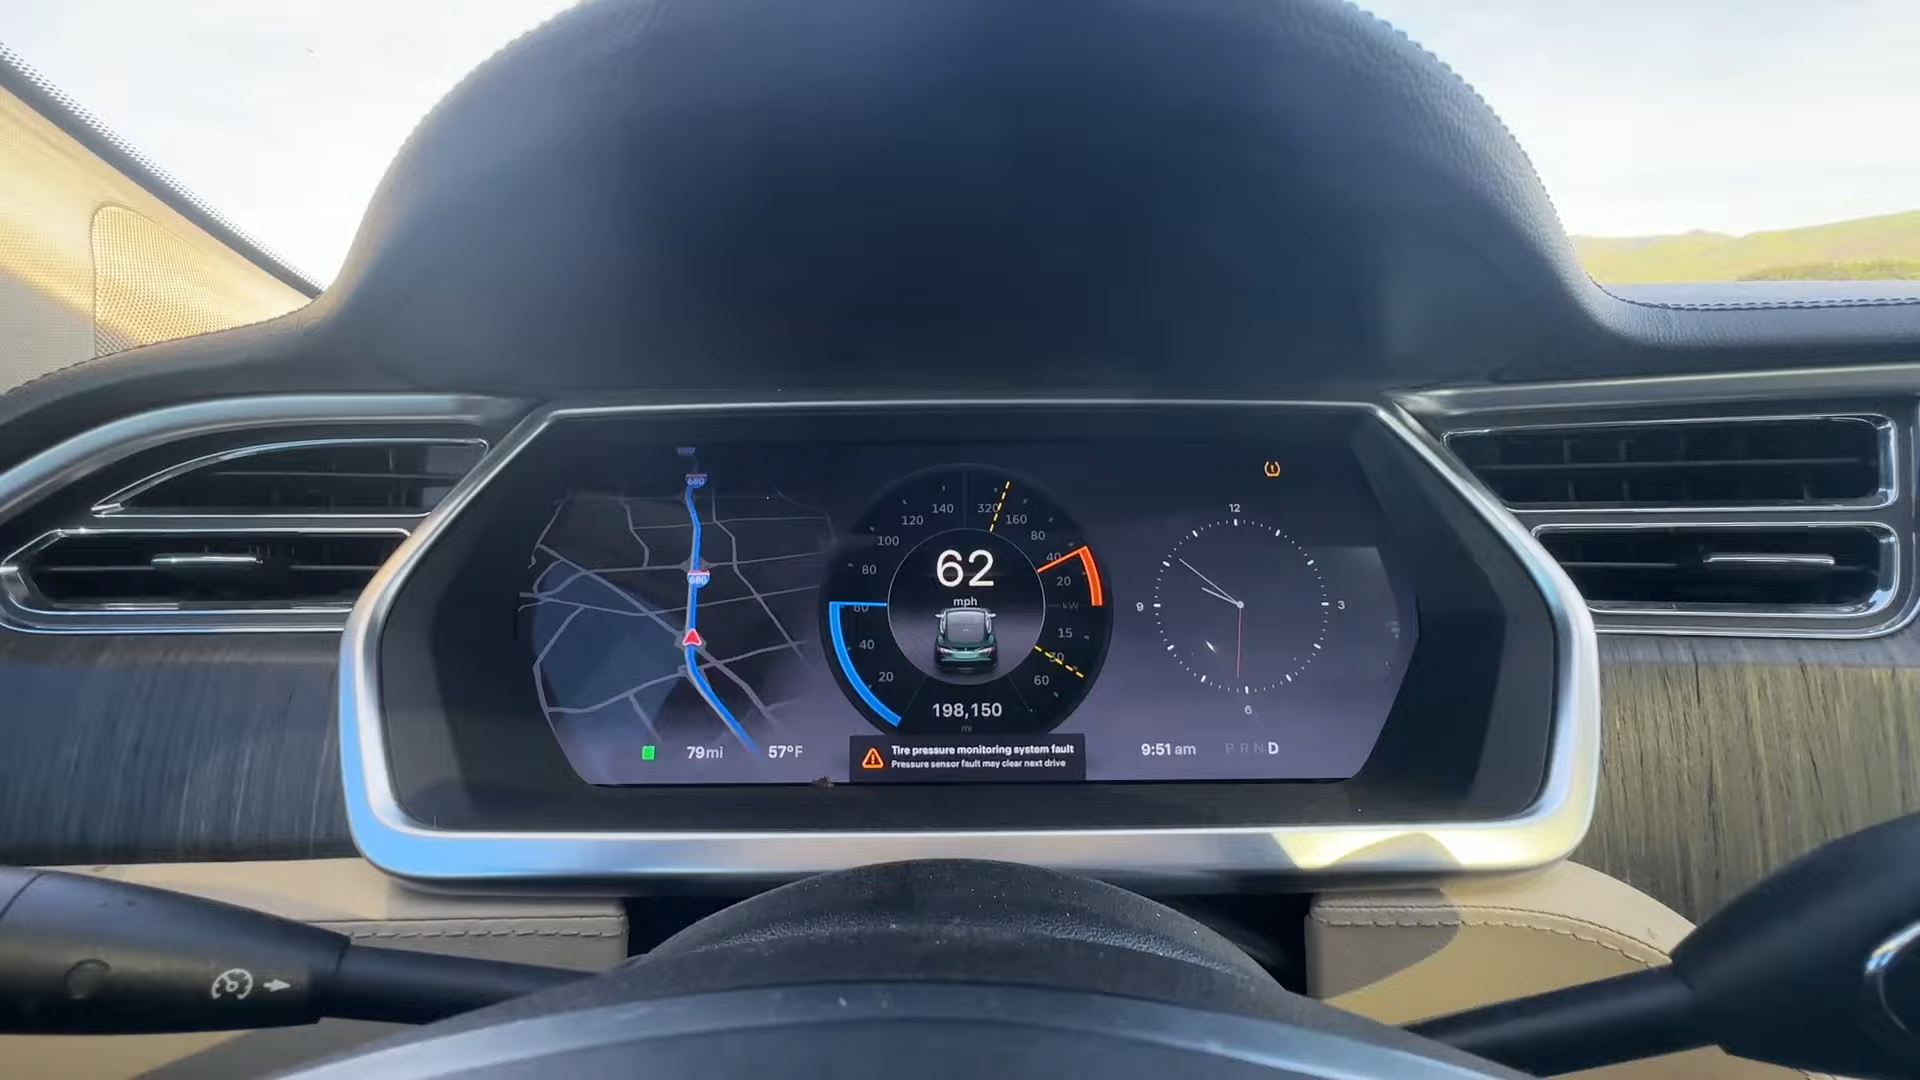 680
680
79mi
57°F
20
40
60
80
100
120
140
320
160
80
40
20
kW
15
30
60
62
mph
198,150
mi
Tire pressure monitoring system fault
Pressure sensor fault may clear next drive
12
3
6
9
9:51 am
P R N D